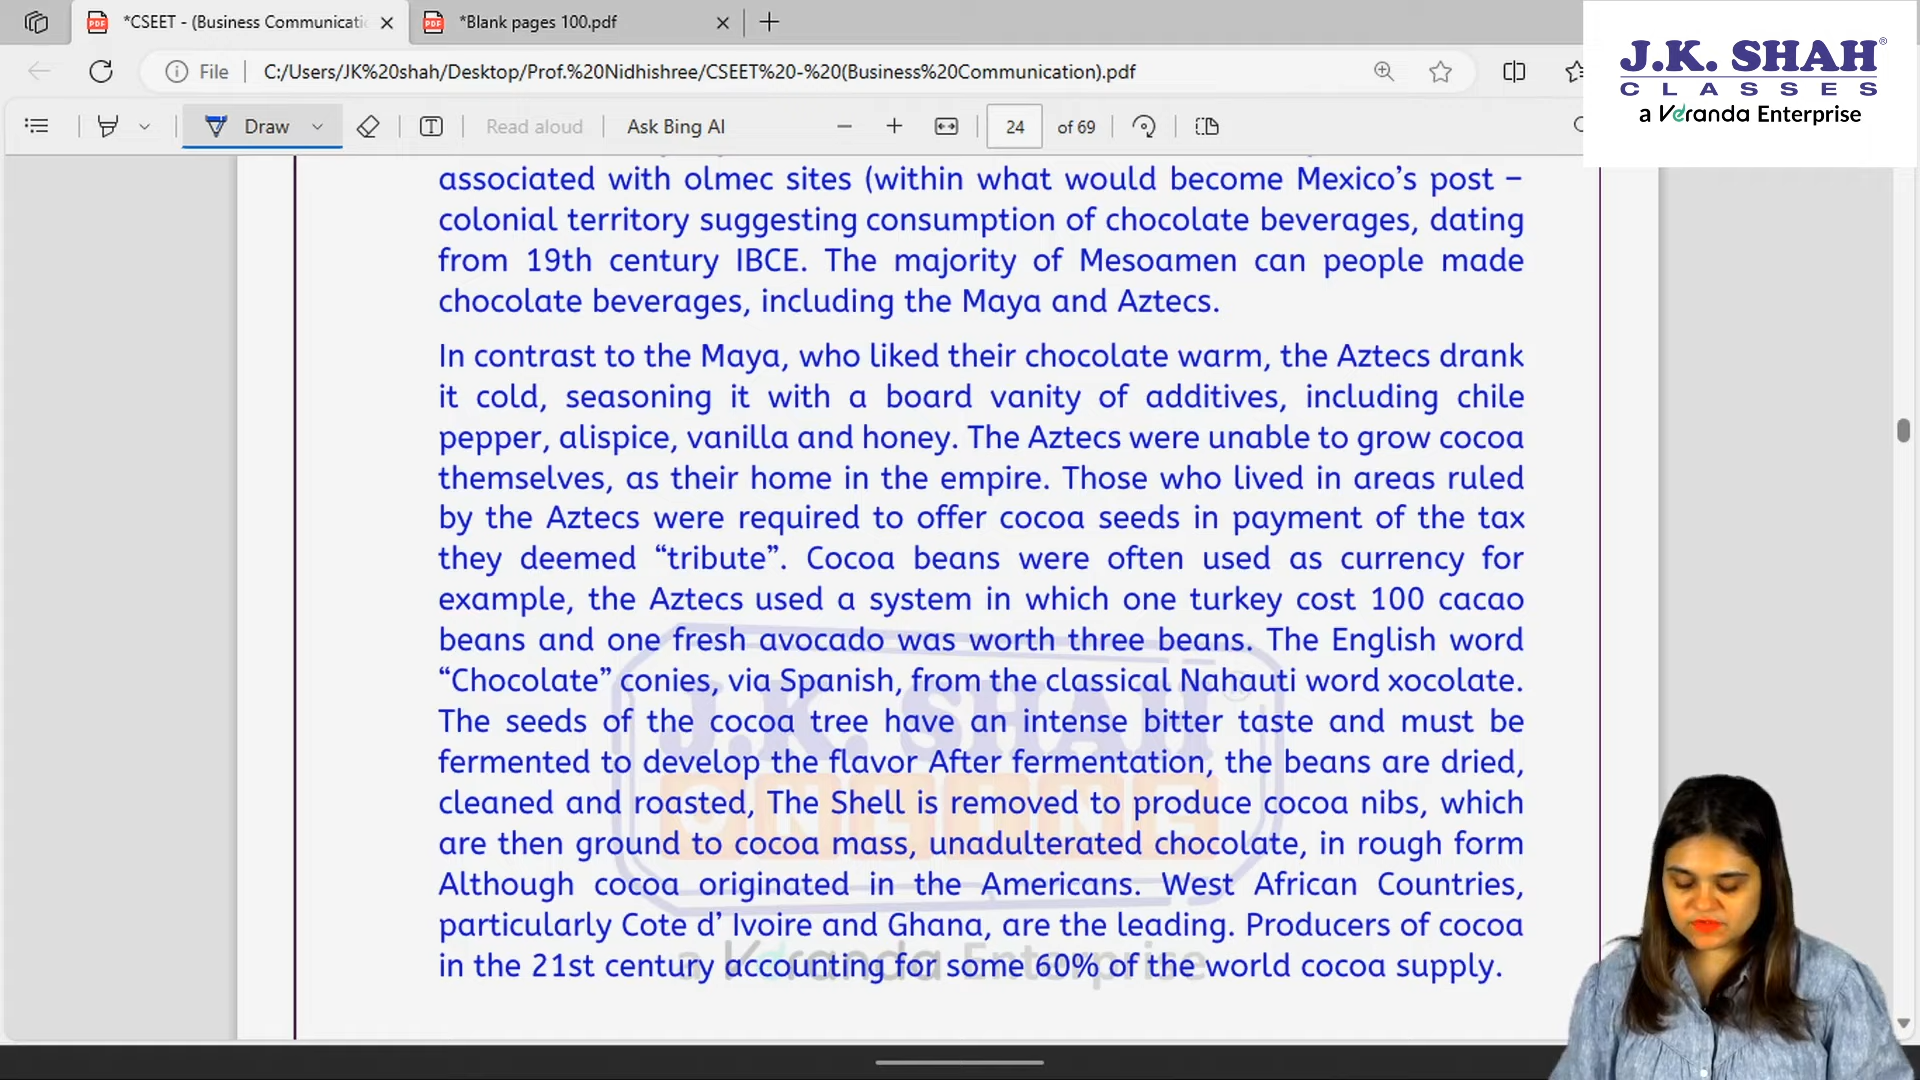 *CSEET - (Business Communicati
*Blank pages 100.pdf
File
C:/Users/JK%20shah/Desktop/Prof.%20Nidhishree/CSEET%20-%20(Business%20Communication).pdf
J.K. SHAH®
CLASSES
a Veranda Enterprise
Draw
Read aloud
Ask Bing AI
24
of 69
associated with olmec sites (within what would become Mexico's post –
colonial territory suggesting consumption of chocolate beverages, dating
from 19th century IBCE. The majority of Mesoamen can people made
chocolate beverages, including the Maya and Aztecs.
In contrast to the Maya, who liked their chocolate warm, the Aztecs drank
it cold, seasoning it with a board vanity of additives, including chile
pepper, alispice, vanilla and honey. The Aztecs were unable to grow cocoa
themselves, as their home in the empire. Those who lived in areas ruled
by the Aztecs were required to offer cocoa seeds in payment of the tax
they deemed “tribute”. Cocoa beans were often used as currency for
example, the Aztecs used a system in which one turkey cost 100 cacao
beans and one fresh avocado was worth three beans. The English word
“Chocolate” conies, via Spanish, from the classical Nahauti word xocolate.
The seeds of the cocoa tree have an intense bitter taste and must be
fermented to develop the flavor After fermentation, the beans are dried,
cleaned and roasted, The Shell is removed to produce cocoa nibs, which
are then ground to cocoa mass, unadulterated chocolate, in rough form
Although cocoa originated in the Americans. West African Countries,
particularly Cote d’ Ivoire and Ghana, are the leading. Producers of cocoa
in the 21st century accounting for some 60% of the world cocoa supply.
J.K. SHAH®
ONLINE
a Veranda Enterprise